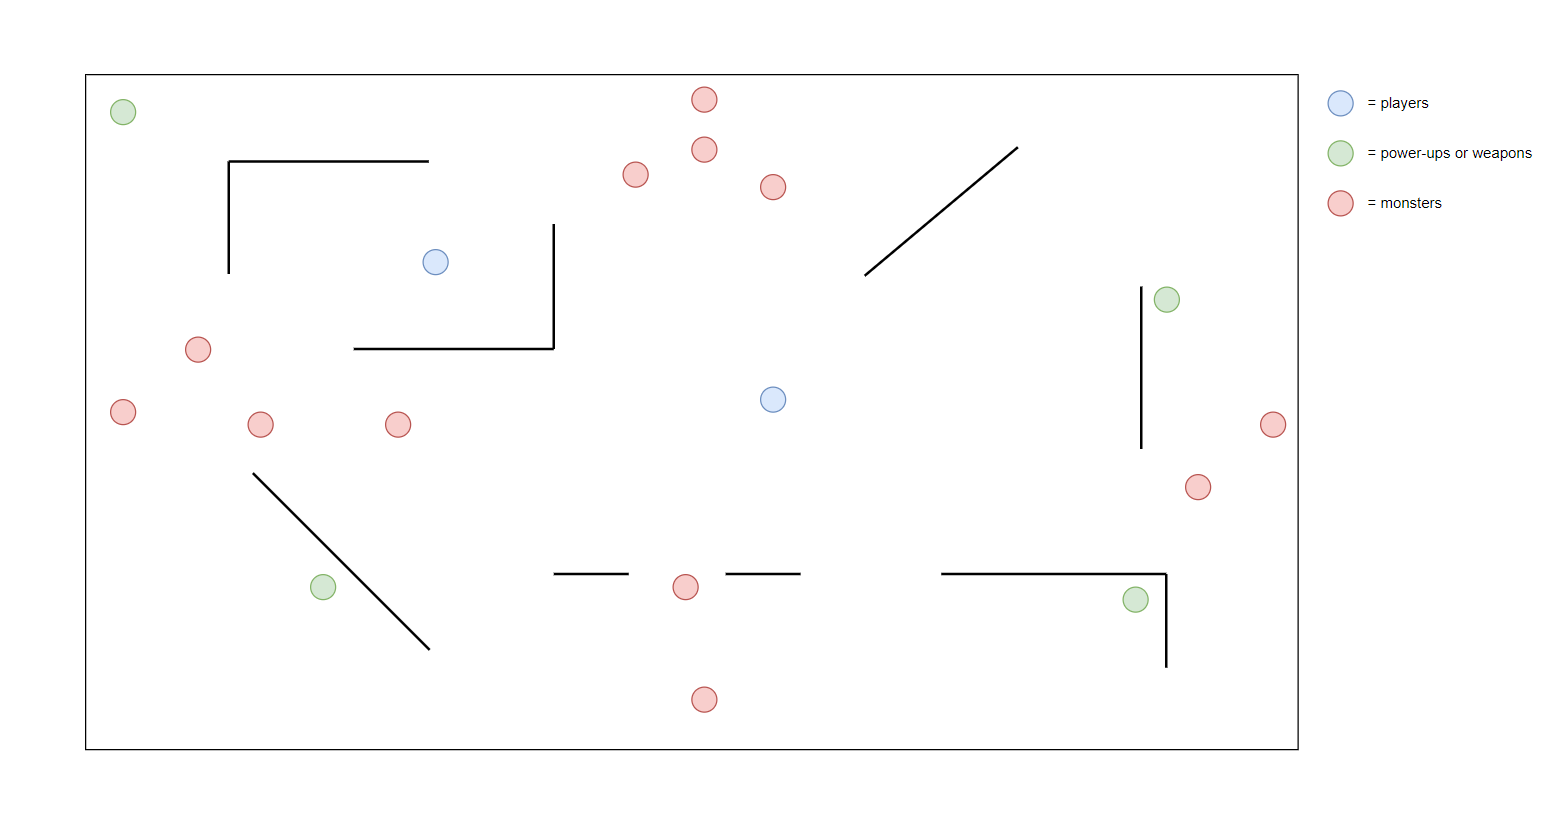 = players
= power-ups or weapons
= monsters